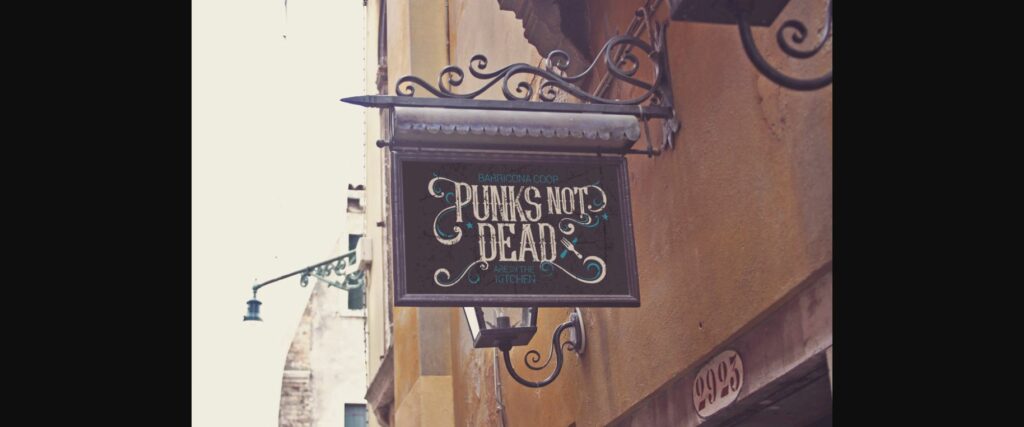 BARRICONA COOP
PUNKS NOT
DEAD
ARE IN THE
KITCHEN
2923